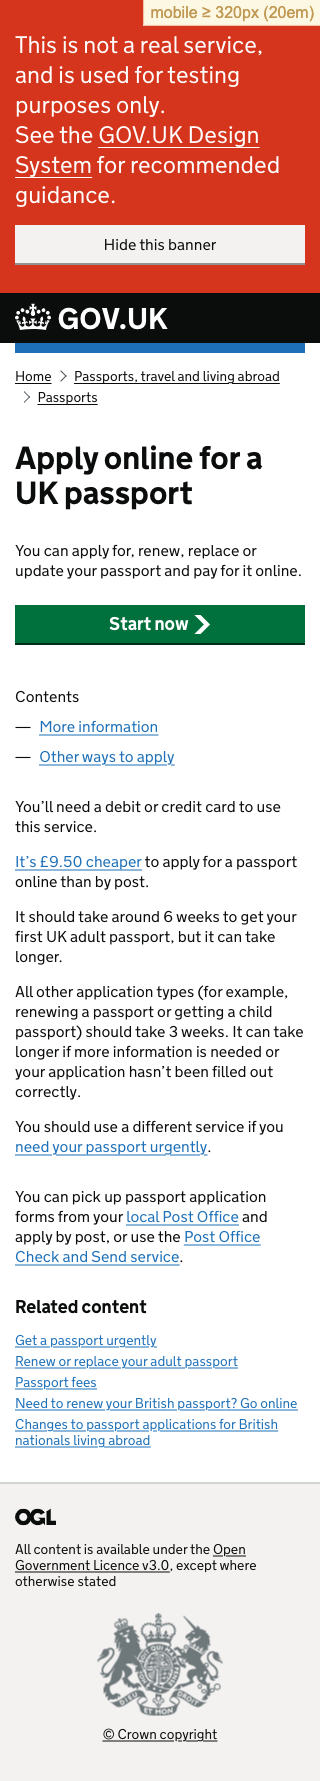 mobile ≥ 320px (20em)
This is not a real service,
and is used for testing
purposes only.
See the GOV.UK Design
System for recommended
guidance.
Hide this banner
GOV.UK
Home > Passports, travel and living abroad
> Passports
Apply online for a
UK passport
You can apply for, renew, replace or
update your passport and pay for it online.
Start now
Contents
— More information
— Other ways to apply
You’ll need a debit or credit card to use
this service.
It’s £9.50 cheaper to apply for a passport
online than by post.
It should take around 6 weeks to get your
first UK adult passport, but it can take
longer.
All other application types (for example,
renewing a passport or getting a child
passport) should take 3 weeks. It can take
longer if more information is needed or
your application hasn’t been filled out
correctly.
You should use a different service if you
need your passport urgently.
You can pick up passport application
forms from your local Post Office and
apply by post, or use the Post Office
Check and Send service.
Related content
Get a passport urgently
Renew or replace your adult passport
Passport fees
Need to renew your British passport? Go online
Changes to passport applications for British
nationals living abroad
OGL
All content is available under the Open
Government Licence v3.0, except where
otherwise stated
DIEU ET MON
© Crown copyright